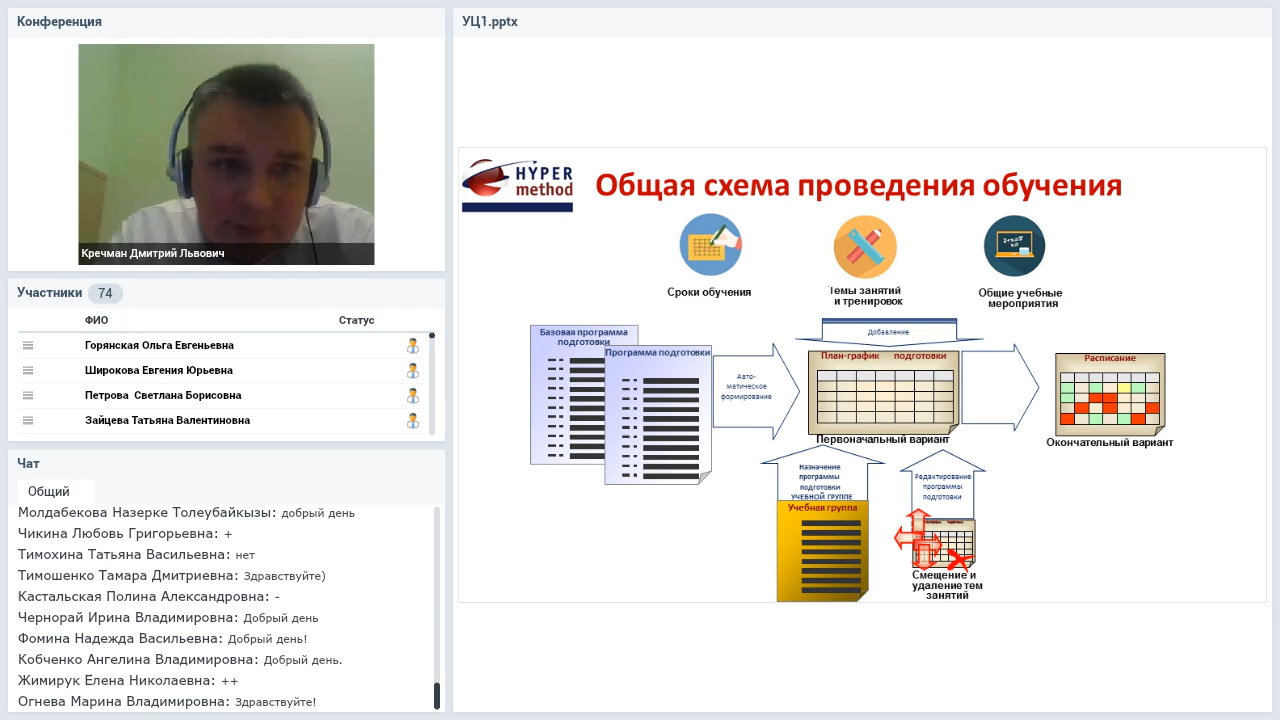 Конференция
Кречман Дмитрий Львович
Участники 74
ФИО Статус
Горянская Ольга Евгеньевна
Широкова Евгения Юрьевна
Петрова Светлана Борисовна
Зайцева Татьяна Валентиновна
Чат
Общий
Молдабекова Назерке Толеубайкызы: добрый день
Чикина Любовь Григорьевна: +
Тимохина Татьяна Васильевна: нет
Тимошенко Тамара Дмитриевна: Здравствуйте)
Кастальская Полина Александровна: -
Чернорай Ирина Владимировна: Добрый день
Фомина Надежда Васильевна: Добрый день!
Кобченко Ангелина Владимировна: Добрый день.
Жимирук Елена Николаевна: ++
Огнева Марина Владимировна: Здравствуйте!
УЦ1.pptx
HYPER
method
Общая схема проведения обучения
Сроки обучения
Темы занятий
и тренировок
Общие учебные
мероприятия
Базовая программа
подготовки
Программа подготовки
Авто-
матическое
формирование
Добавление
План-график подготовки
Первоначальный вариант
Расписание
Окончательный вариант
Назначение
программы
подготовки
УЧЕБНОЙ ГРУППЕ
Учебная группа
Редактирование
программы
подготовки
Смещение и
удаление тем
занятий